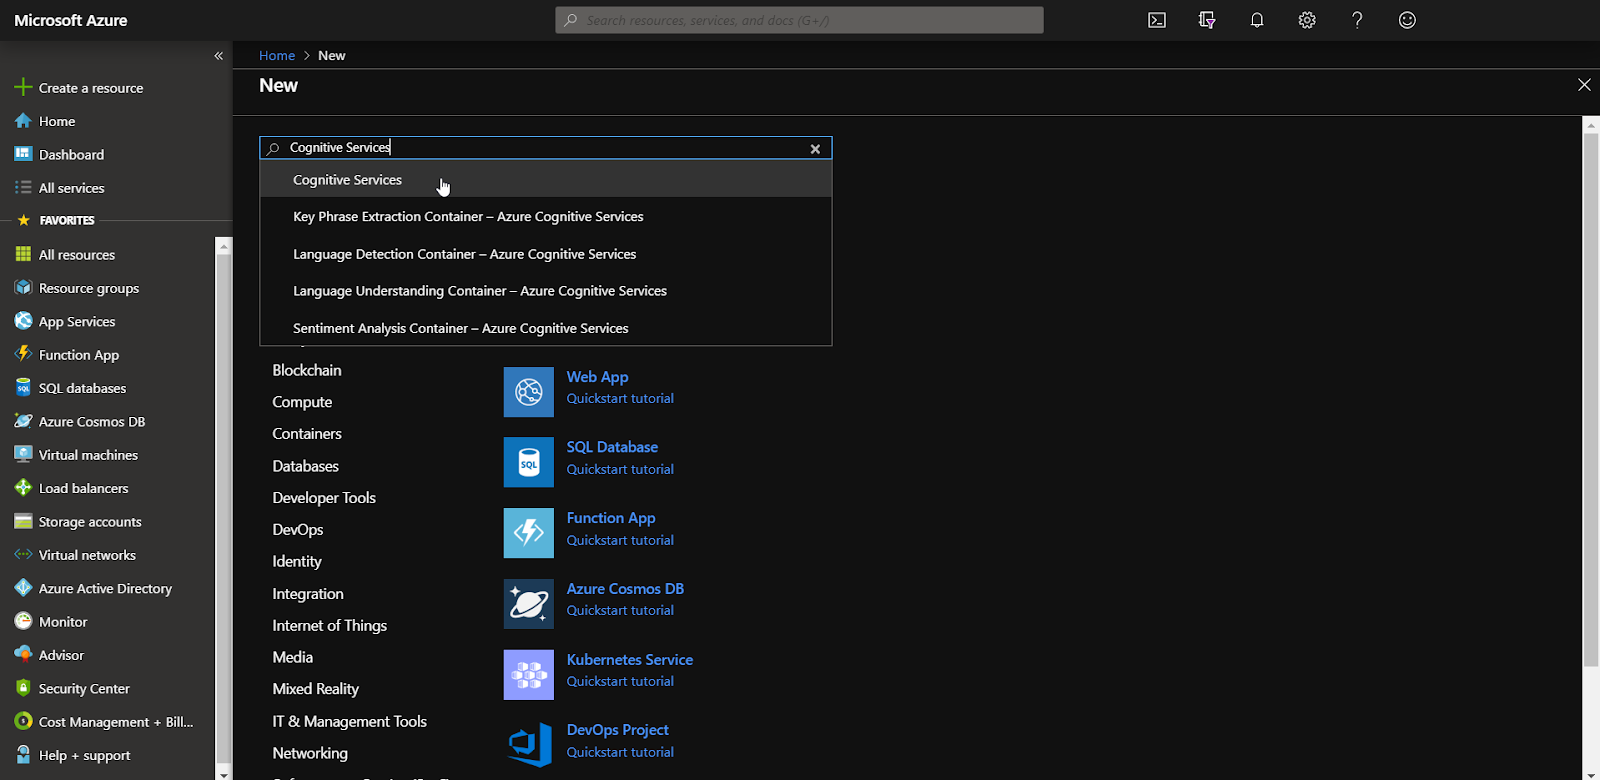 Microsoft Azure
Search resources, services, and docs (G+/)
«
Create a resource
Home
Dashboard
All services
FAVORITES
All resources
Resource groups
App Services
Function App
SQL databases
Azure Cosmos DB
Virtual machines
Load balancers
Storage accounts
Virtual networks
Azure Active Directory
Monitor
Advisor
Security Center
Cost Management + Bill...
Help + support
Home > New
New
Cognitive Services
Cognitive Services
Key Phrase Extraction Container – Azure Cognitive Services
Language Detection Container – Azure Cognitive Services
Language Understanding Container – Azure Cognitive Services
Sentiment Analysis Container – Azure Cognitive Services
Blockchain
Compute
Containers
Databases
Developer Tools
DevOps
Identity
Integration
Internet of Things
Media
Mixed Reality
IT & Management Tools
Networking
Web App
Quickstart tutorial
SQL
SQL Database
Quickstart tutorial
Function App
Quickstart tutorial
Azure Cosmos DB
Quickstart tutorial
Kubernetes Service
Quickstart tutorial
DevOps Project
Quickstart tutorial